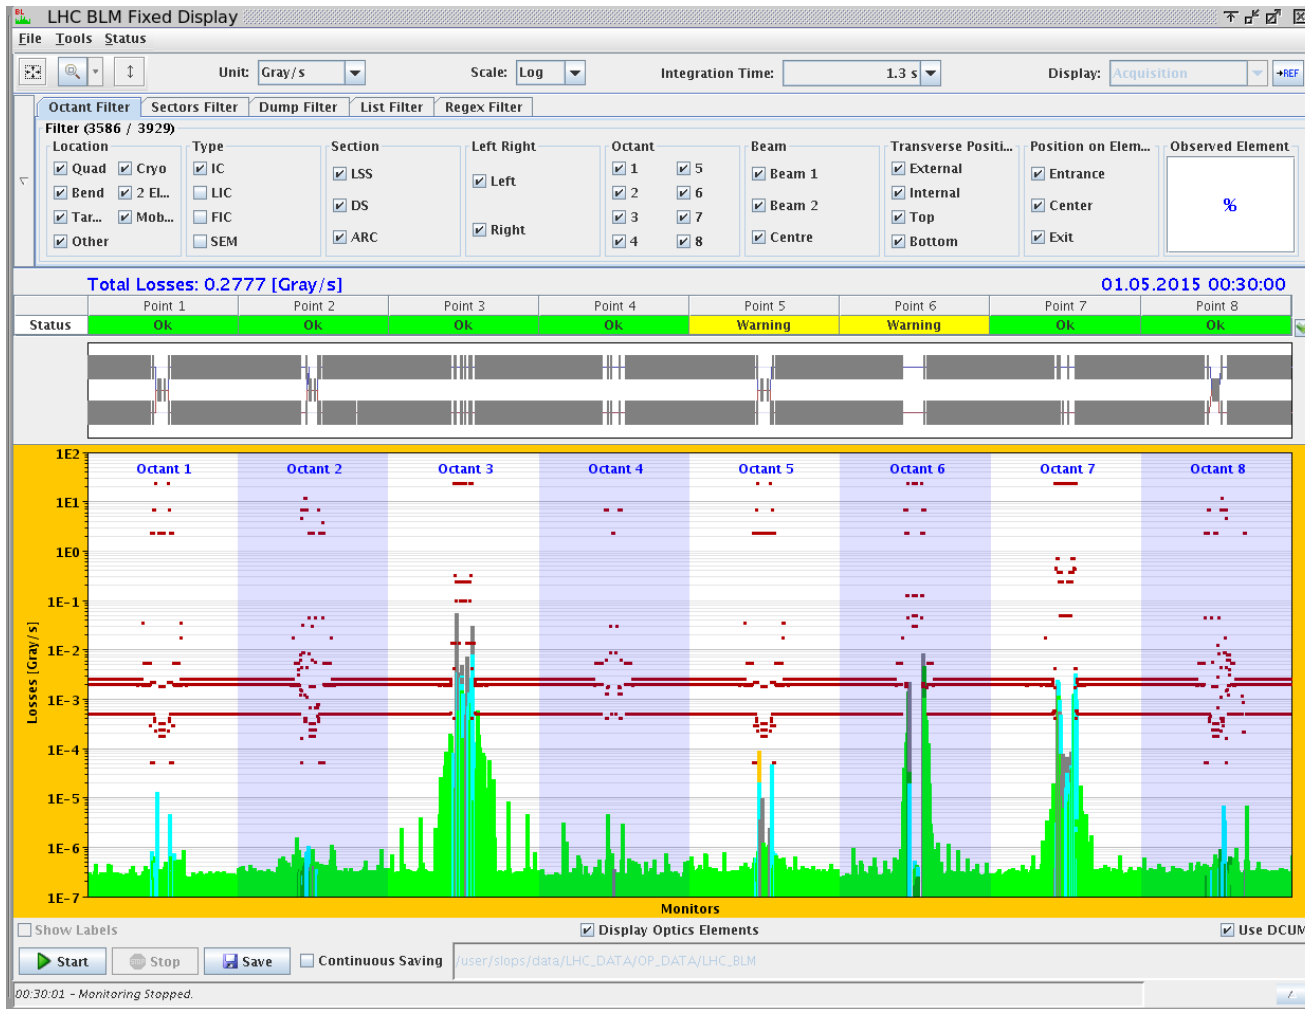 BL LHC BLM Fixed Display
File Tools Status
Unit: Gray/s Scale: Log Integration Time: 1.3 s Display: Acquisition →REF
Octant Filter Sectors Filter Dump Filter List Filter Regex Filter
Filter (3586 / 3929)
Location Type Section Left Right Octant Beam Transverse Positi... Position on Elem... Observed Element
Quad Cryo IC LSS Left 1 5 Beam 1 External Entrance
Bend 2 El... LIC DS Right 2 6 Beam 2 Internal Center %
Tar... Mob... FIC ARC 3 7 Centre Top Exit
Other SEM 4 8 Bottom
Total Losses: 0.2777 [Gray/s] 01.05.2015 00:30:00
Point 1 Point 2 Point 3 Point 4 Point 5 Point 6 Point 7 Point 8
Status Ok Ok Ok Ok Warning Warning Ok Ok
1E2
Octant 1 Octant 2 Octant 3 Octant 4 Octant 5 Octant 6 Octant 7 Octant 8
1E1
1E0
1E-1
1E-2
1E-3
1E-4
1E-5
1E-6
1E-7
Losses [Gray/s]
Monitors
Show Labels Display Optics Elements Use DCUM
Start Stop Save Continuous Saving /user/slops/data/LHC_DATA/OP_DATA/LHC_BLM
00:30:01 - Monitoring Stopped.